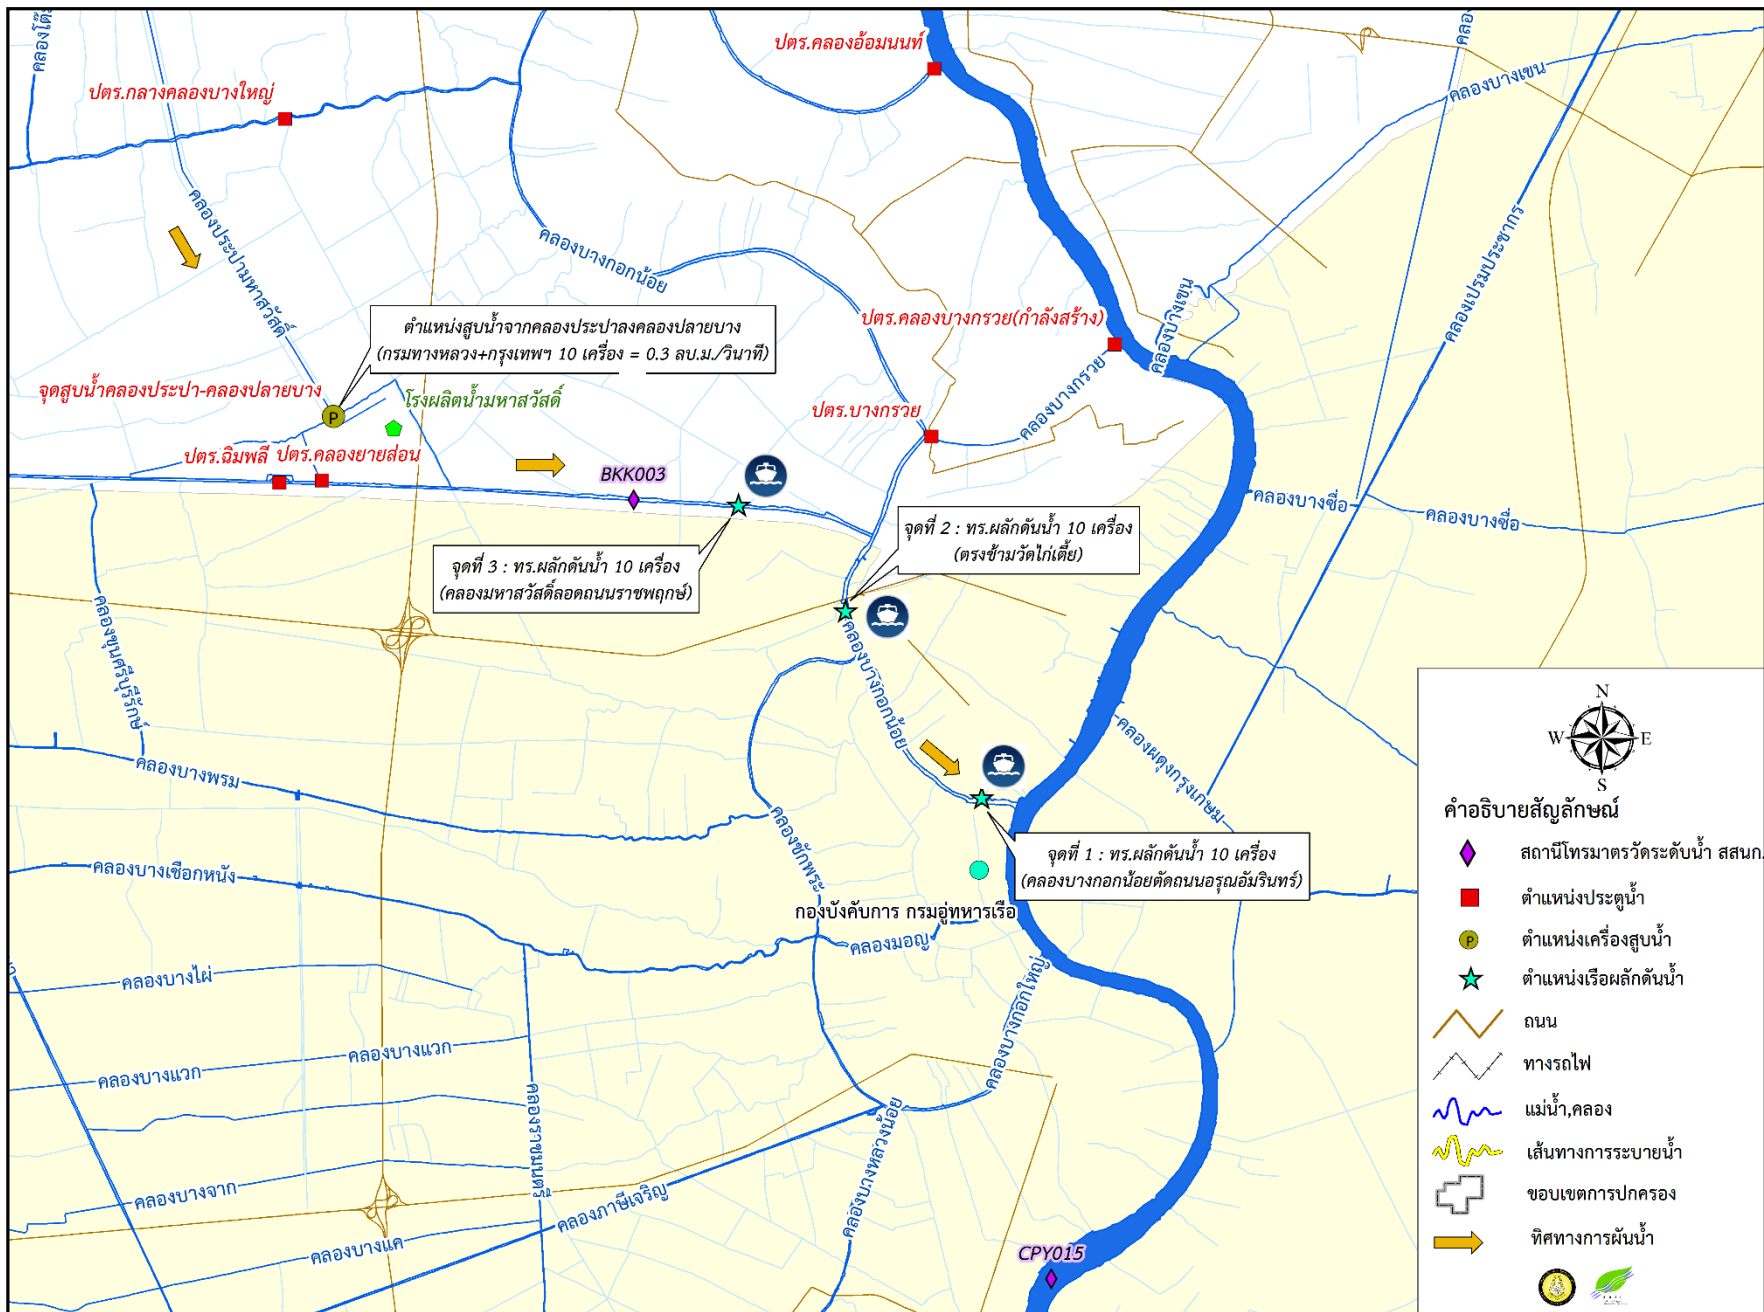 คลองบางเขน
ปตร.คลองอ้อมนนท์
ปตร.กลางคลองบางใหญ่
คลองประปามหาสวัสดิ์
คลองบางกอกน้อย
คลองบางเขน
คลองเปรมประชากร
ตำแหน่งสูบน้ำจากคลองประปาลงคลองปลายบาง
(กรมทางหลวง+กรุงเทพฯ 10 เครื่อง = 0.3 ลบ.ม./วินาที)
ปตร.คลองบางกรวย(กำลังสร้าง)
คลองบางกรวย
จุดสูบน้ำคลองประปา-คลองปลายบาง
P
โรงผลิตน้ำมหาสวัสดิ์
ปตร.บางกรวย
ปตร.ฉิมพลี
ปตร.คลองยายส่อน
BKK003
คลองบางซื่อ
คลองบางซื่อ
จุดที่ 2 : ทร.ผลักดันน้ำ 10 เครื่อง
(ตรงข้ามวัดไก่เตี้ย)
จุดที่ 3 : ทร.ผลักดันน้ำ 10 เครื่อง
(คลองมหาสวัสดิ์ลอดถนนราชพฤกษ์)
คลองขุนศรีบุรีรักษ์
คลองบางกอกน้อย
คลองผดุงกรุงเกษม
คลองบางพรม
คลองชักพระ
จุดที่ 1 : ทร.ผลักดันน้ำ 10 เครื่อง
(คลองบางกอกน้อยตัดถนนอรุณอัมรินทร์)
คลองบางเชือกหนัง
กองบังคับการ กรมอู่ทหารเรือ
คลองมอญ
คลองบางไผ่
คลองบางกอกใหญ่
คลองบางแวก
คลองบางแวก
คลองราชมนตรี
คลองบางหลวงน้อย
คลองบางจาก
คลองภาษีเจริญ
คลองบางแค
CPY015
N
W
E
S
คำอธิบายสัญลักษณ์
สถานีโทรมาตรวัดระดับน้ำ สสนก.
ตำแหน่งประตูน้ำ
P
ตำแหน่งเครื่องสูบน้ำ
ตำแหน่งเรือผลักดันน้ำ
ถนน
ทางรถไฟ
แม่น้ำ,คลอง
เส้นทางการระบายน้ำ
ขอบเขตการปกครอง
ทิศทางการผันน้ำ